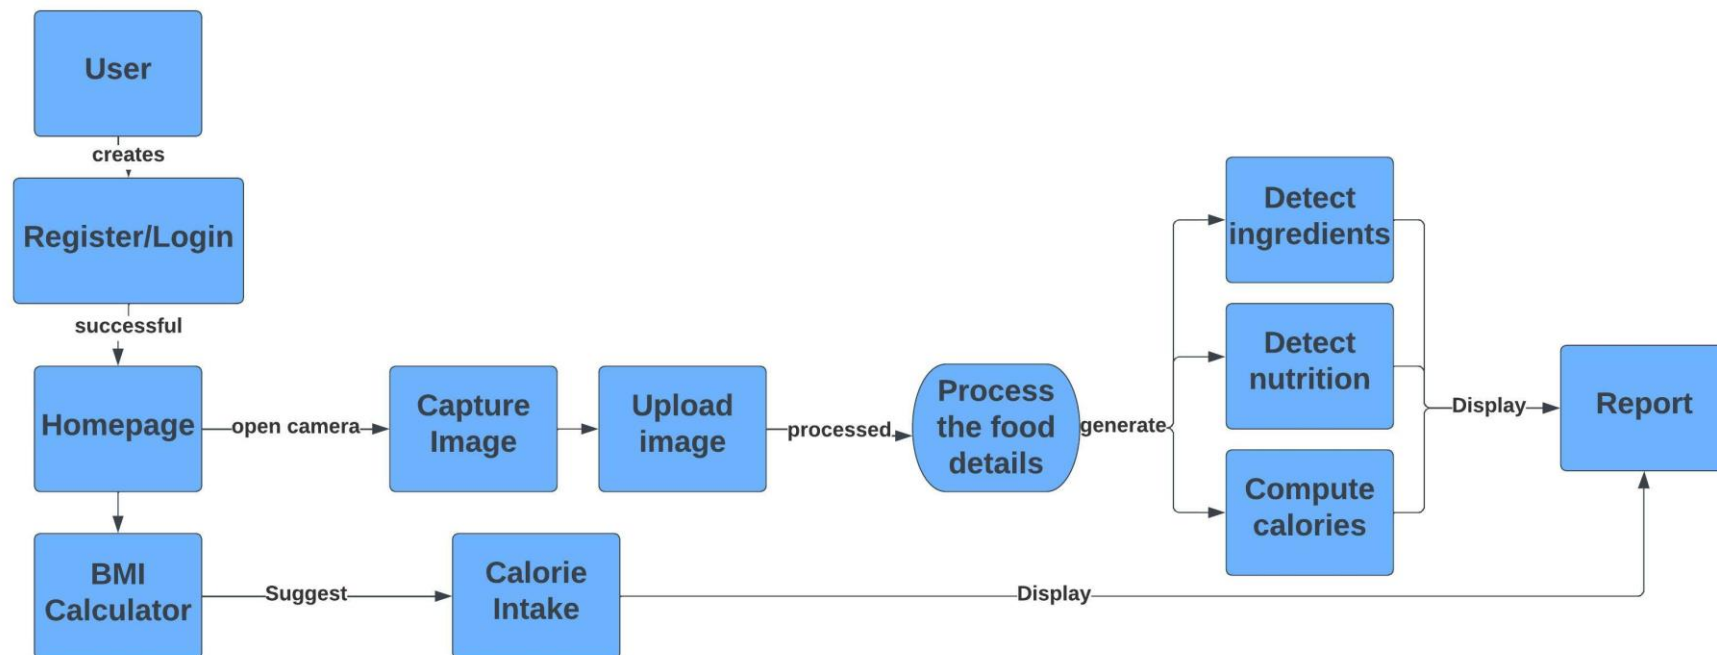 User
creates
Register/Login
successful
Homepage
open camera
Capture
Image
Upload
image
processed
Process
the food
details
generate
Detect
ingredients
Detect
nutrition
Compute
calories
Display
Report
BMI
Calculator
Suggest
Calorie
Intake
Display